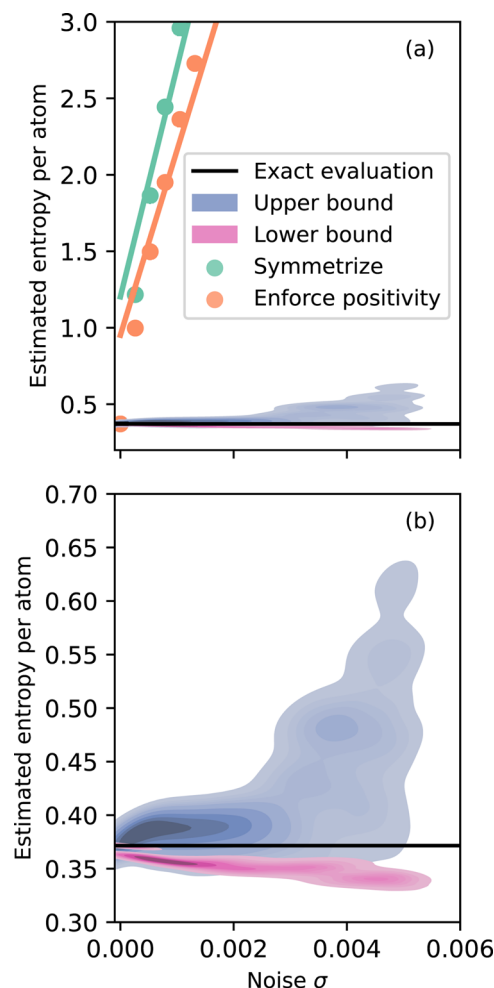 (a)
3.0
2.5
2.0
1.5
1.0
0.5
Estimated entropy per atom
Exact evaluation
Upper bound
Lower bound
Symmetrize
Enforce positivity
(b)
0.70
0.65
0.60
0.55
0.50
0.45
0.40
0.35
0.30
Estimated entropy per atom
0.000
0.002
0.004
0.006
Noise σ